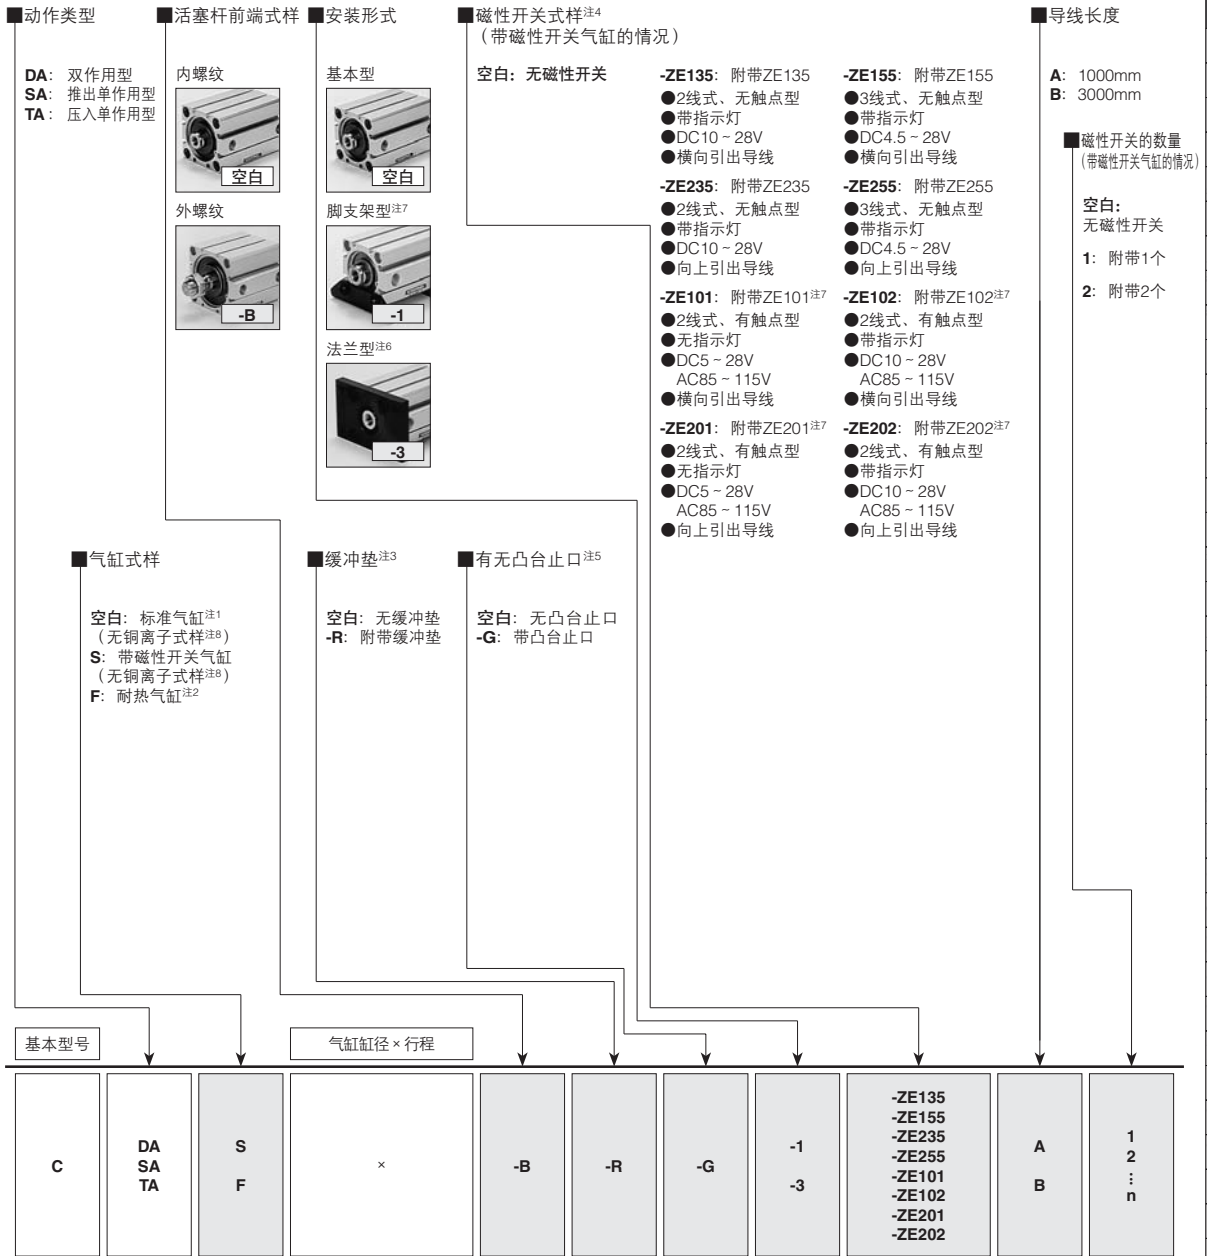 ■动作类型
DA： 双作用型
SA： 推出单作用型
TA： 压入单作用型
■活塞杆前端式样
内螺纹
空白
外螺纹
-B
■安装形式
基本型
空白
脚支架型注7
-1
法兰型注6
-3
■磁性开关式样注4
（带磁性开关气缸的情况）
空白：无磁性开关
-ZE135： 附带ZE135
●2线式、无触点型
●带指示灯
●DC10～28V
●横向引出导线
-ZE155： 附带ZE155
●3线式、无触点型
●带指示灯
●DC4.5～28V
●横向引出导线
-ZE235： 附带ZE235
●2线式、无触点型
●带指示灯
●DC10～28V
●向上引出导线
-ZE255： 附带ZE255
●3线式、无触点型
●带指示灯
●DC4.5～28V
●向上引出导线
-ZE101： 附带ZE101注7
●2线式、有触点型
●无指示灯
●DC5～28V
AC85～115V
●横向引出导线
-ZE102： 附带ZE102注7
●2线式、有触点型
●带指示灯
●DC10～28V
AC85～115V
●横向引出导线
-ZE201： 附带ZE201注7
●2线式、有触点型
●无指示灯
●DC5～28V
AC85～115V
●向上引出导线
-ZE202： 附带ZE202注7
●2线式、有触点型
●带指示灯
●DC10～28V
AC85～115V
●向上引出导线
■导线长度
A： 1000mm
B： 3000mm
■磁性开关的数量
（带磁性开关气缸的情况）
空白：
无磁性开关
1： 附带1个
2： 附带2个
■气缸式样
空白： 标准气缸注1
（无铜离子式样注8）
S： 带磁性开关气缸
（无铜离子式样注8）
F： 耐热气缸注2
■缓冲垫注3
空白：无缓冲垫
-R： 附带缓冲垫
■有无凸台止口注5
空白：无凸台止口
-G： 带凸台止口
基本型号
气缸缸径×行程
C
DA
SA
TA
S
F
×
-B
-R
-G
-1
-3
-ZE135
-ZE155
-ZE235
-ZE255
-ZE101
-ZE102
-ZE201
-ZE202
A
B
1
2
⋮
n